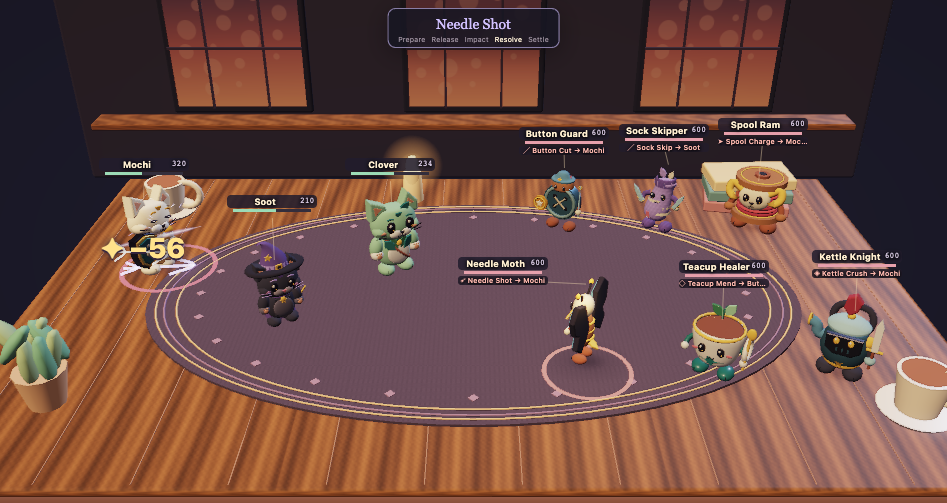 Needle Shot
Prepare Release Impact Resolve Settle
Button Guard 600
Button Cut → Mochi
Sock Skipper 600
Sock Skip → Soot
Spool Ram 600
Spool Charge → Moc...
Mochi 320
Clover 234
Soot 210
-56
Needle Moth 600
Needle Shot → Mochi
Teacup Healer 600
Teacup Mend → But...
Kettle Knight 600
Kettle Crush → Mochi